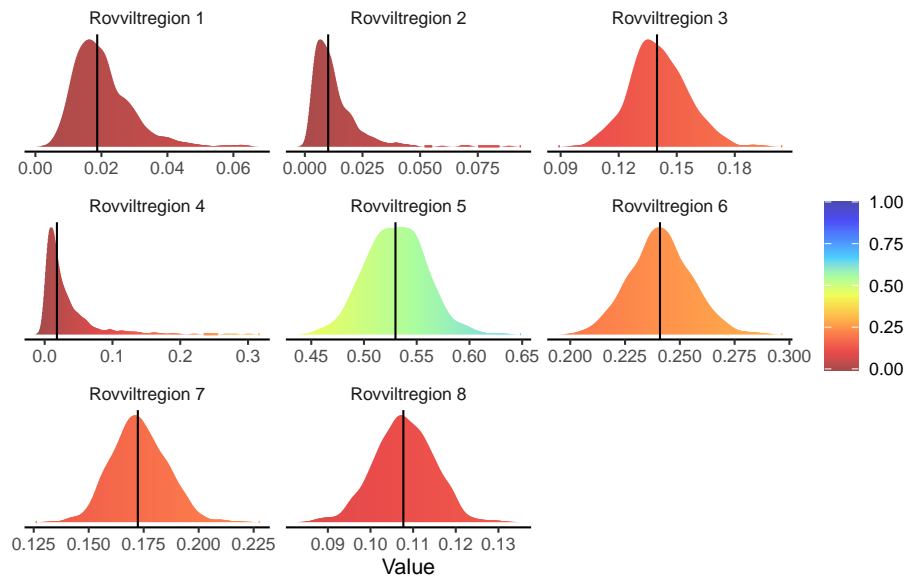 Rovviltregion 1
Rovviltregion 2
Rovviltregion 3
0.00 0.02 0.04 0.06
0.000 0.025 0.050 0.075
0.09 0.12 0.15 0.18
Rovviltregion 4
Rovviltregion 5
Rovviltregion 6
0.0 0.1 0.2 0.3
0.45 0.50 0.55 0.60 0.65
0.200 0.225 0.250 0.275 0.300
1.00
0.75
0.50
0.25
0.00
Rovviltregion 7
Rovviltregion 8
0.125 0.150 0.175 0.200 0.225
0.09 0.10 0.11 0.12 0.13
Value